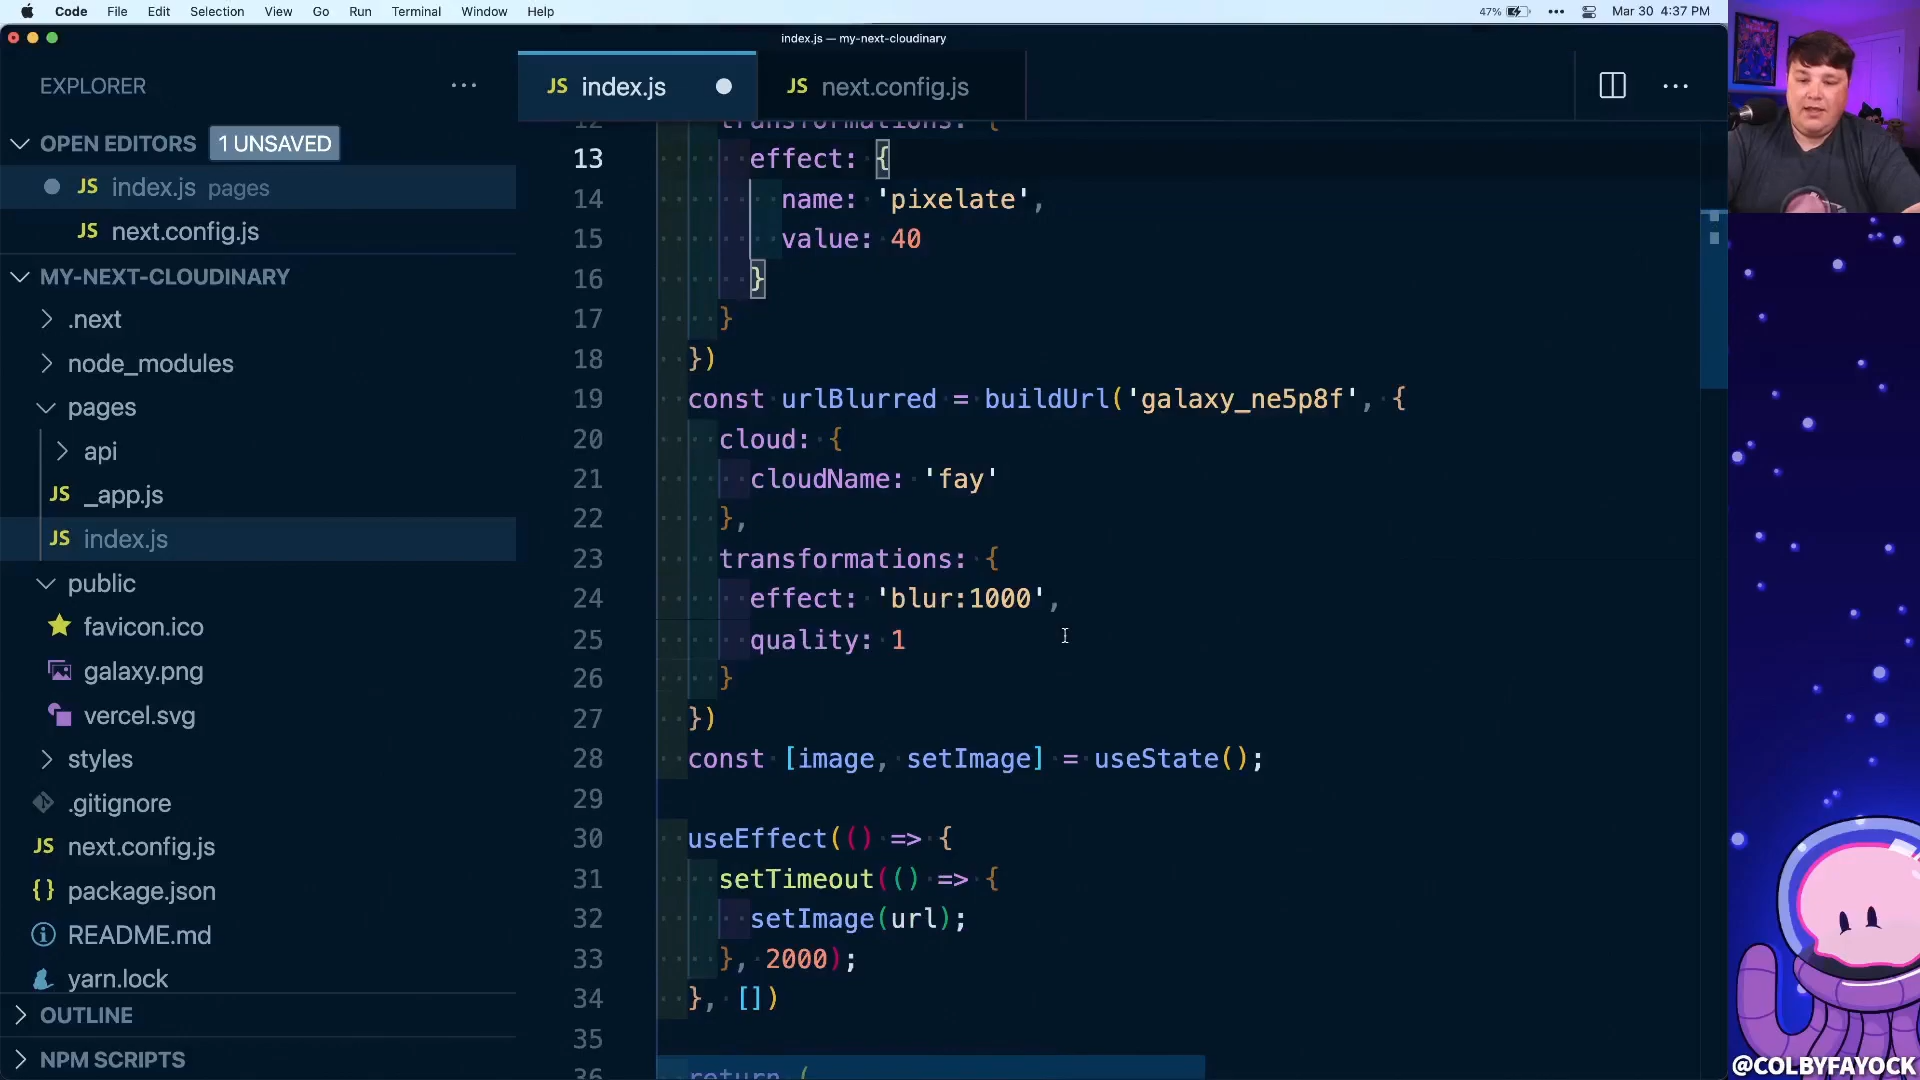 Code File Edit Selection View Go Run Terminal Window Help 47% Mar 30 4:37 PM
index.js — my-next-cloudinary
EXPLORER
JS index.js
JS next.config.js
OPEN EDITORS 1 UNSAVED
JS index.js pages
JS next.config.js
MY-NEXT-CLOUDINARY
.next
node_modules
pages
api
JS _app.js
JS index.js
public
favicon.ico
galaxy.png
vercel.svg
styles
.gitignore
JS next.config.js
{} package.json
README.md
yarn.lock
OUTLINE
NPM SCRIPTS
12 transformations: {
13 effect: {
14 name: 'pixelate',
15 value: 40
16 }
17 }
18 })
19 const urlBlurred = buildUrl('galaxy_ne5p8f', {
20 cloud: {
21 cloudName: 'fay'
22 },
23 transformations: {
24 effect: 'blur:1000',
25 quality: 1
26 }
27 })
28 const [image, setImage] = useState();
29
30 useEffect(() => {
31 setTimeout(() => {
32 setImage(url);
33 }, 2000);
34 }, [])
35
36 return (
@COLBYFAYOCK